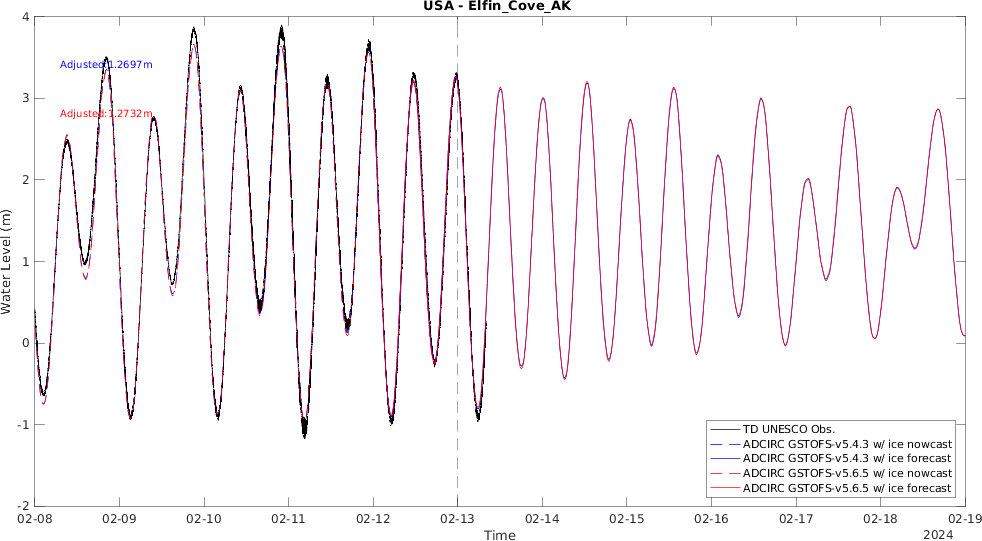 USA - Elfin_Cove_AK
4
3
2
1
0
-1
-2
Water Level (m)
Adjusted:1.2697m
Adjusted:1.2732m
TD UNESCO Obs.
ADCIRC GSTOFS-v5.4.3 w/ ice nowcast
ADCIRC GSTOFS-v5.4.3 w/ ice forecast
ADCIRC GSTOFS-v5.6.5 w/ ice nowcast
ADCIRC GSTOFS-v5.6.5 w/ ice forecast
02-08 02-09 02-10 02-11 02-12 02-13 02-14 02-15 02-16 02-17 02-18 02-19
Time
2024